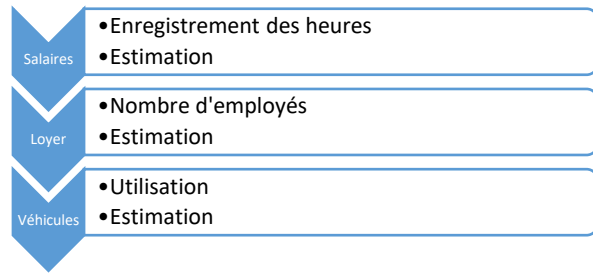 Salaires
•Enregistrement des heures
•Estimation
Loyer
•Nombre d'employés
•Estimation
Véhicules
•Utilisation
•Estimation